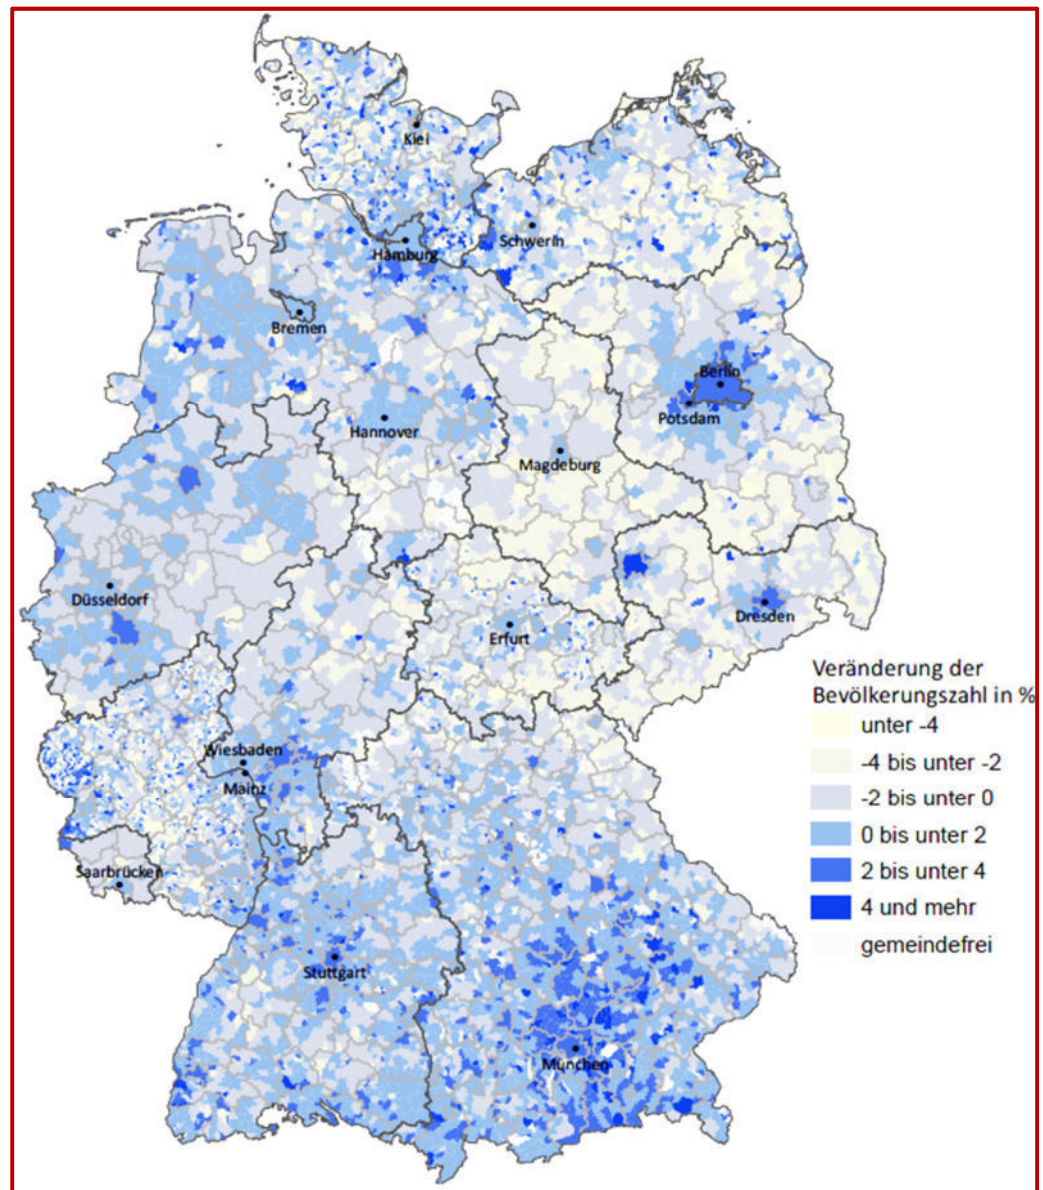 Kiel
Schwerin
Hamburg
Bremen
Berlin
Potsdam
Hannover
Magdeburg
Düsseldorf
Dresden
Erfurt
Wiesbaden
Mainz
Saarbrücken
Stuttgart
München
Veränderung der
Bevölkerungszahl in %
unter -4
-4 bis unter -2
-2 bis unter 0
0 bis unter 2
2 bis unter 4
4 und mehr
gemeindefrei